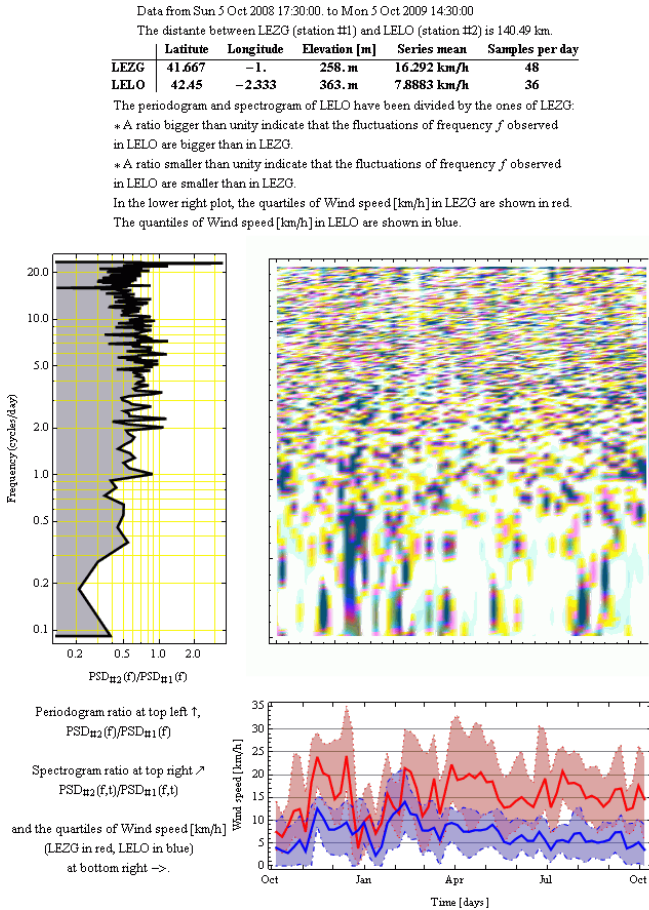 Data from Sun 5 Oct 2008 17:30:00. to Mon 5 Oct 2009 14:30:00
The distante between LEZG (station #1) and LELO (station #2) is 140.49 km.
Latitute Longitude Elevation [m] Series mean Samples per day
LEZG 41.667 −1. 258. m 16.292 km/h 48
LELO 42.45 −2.333 363. m 7.8883 km/h 36
The periodogram and spectrogram of LELO have been divided by the ones of LEZG:
* A ratio bigger than unity indicate that the fluctuations of frequency f observed
in LELO are bigger than in LEZG.
* A ratio smaller than unity indicate that the fluctuations of frequency f observed
in LELO are smaller than in LEZG.
In the lower right plot, the quartiles of Wind speed [km/h] in LEZG are shown in red.
The quantiles of Wind speed [km/h] in LELO are shown in blue.
Frequency (cycles/day)
20.0
10.0
5.0
2.0
1.0
0.5
0.2
0.1
0.2 0.5 1.0 2.0
PSD#2(f)/PSD#1(f)
Periodogram ratio at top left ↑,
PSD#2(f)/PSD#1(f)
Spectrogram ratio at top right ↗
PSD#2(f,t)/PSD#1(f,t)
and the quartiles of Wind speed [km/h]
(LEZG in red, LELO in blue)
at bottom right −>.
Wind speed [km/h]
35
30
25
20
15
10
5
0
Oct Jan Apr Jul Oct
Time [days]